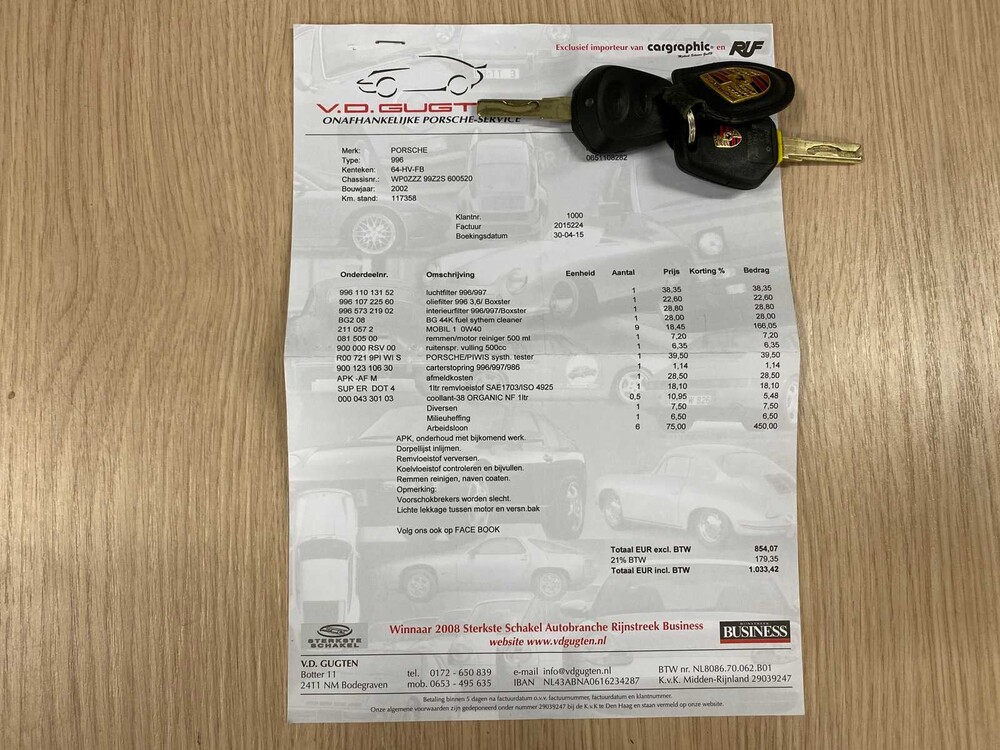 Exclusief importeur van cargraphic en RUF
V.D. GUGT
ONAFHANKELIJKE PORSCHE-SERVICE
Merk: PORSCHE
Type: 996
Kenteken: 64-HV-FB
Chassisnr.: WP0ZZZ 99Z2S 600520
Bouwjaar: 2002
Km. stand: 117358
0651108282
Klantnr. 1000
Factuur 2015224
Boekingsdatum 30-04-15
Onderdeelnr. Omschrijving Eenheid Aantal Prijs Korting % Bedrag
996 110 131 52 luchtfilter 996/997 1 38,35 38,35
996 107 225 60 oliefilter 996 3,6/ Boxster 1 22,60 22,60
996 573 219 02 interieurfilter 996/997/Boxster 1 28,80 28,80
BG2 08 BG 44K fuel sythem cleaner 1 28,00 28,00
211 057 2 MOBIL 1 0W40 9 18,45 166,05
081 505 00 remmen/motor reiniger 500 ml 1 7,20 7,20
900 000 RSV 00 ruitenspr. vulling 500cc 1 6,35 6,35
R00 721 9PI WI S PORSCHE/PIWIS systh. tester 1 39,50 39,50
900 123 106 30 carterstopring 996/997/986 1 1,14 1,14
APK -AF M afmeldkosten 1 28,50 28,50
SUP ER DOT 4 1ltr remvloeistof SAE1703/ISO 4925 1 18,10 18,10
000 043 301 03 coollant-38 ORGANIC NF 1ltr 0,5 10,95 5,48
Diversen 1 7,50 7,50
Milieuheffing 1 6,50 6,50
Arbeidsloon 6 75,00 450,00
APK, onderhoud met bijkomend werk.
Dorpellijst inlijmen.
Remvloeistof verversen.
Koelvloeistof controleren en bijvullen.
Remmen reinigen, naven coaten.
Opmerking:
Voorschokbrekers worden slecht.
Lichte lekkage tussen motor en versn.bak
Volg ons ook op FACE BOOK
Totaal EUR excl. BTW 854,07
21% BTW 179,35
Totaal EUR incl. BTW 1.033,42
STERKSTE SCHAKEL
Winnaar 2008 Sterkste Schakel Autobranche Rijnstreek Business
website www.vdgugten.nl
BUSINESS
V.D. GUGTEN
Botter 11 tel. 0172 - 650 839 e-mail info@vdgugten.nl BTW nr. NL8086.70.062.B01
2411 NM Bodegraven mob. 0653 - 495 635 IBAN NL43ABNA0616234287 K.v.K. Midden-Rijnland 29039247
Betaling binnen 5 dagen na factuurdatum o.v.v. factuurnummer, factuurdatum en klantnummer.
Onze algemene voorwaarden zijn gedeponeerd onder nummer 29039247 bij de K.v.K te Den Haag en staan vermeld op onze website.